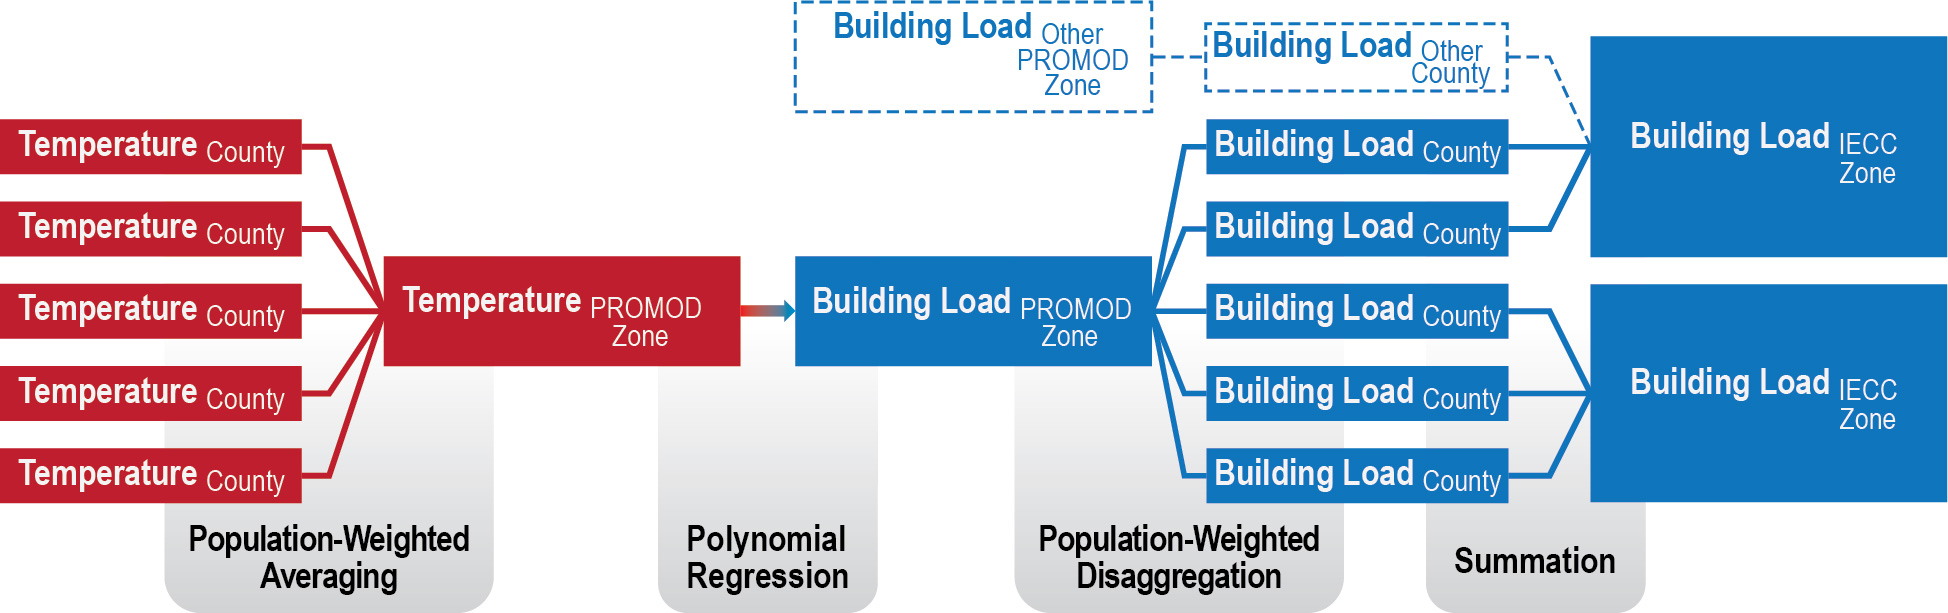 Building Load Other
PROMOD
Zone
Building Load Other
County
Temperature County
Temperature County
Temperature County
Temperature County
Temperature County
Temperature PROMOD
Zone
Building Load PROMOD
Zone
Building Load County
Building Load County
Building Load County
Building Load County
Building Load County
Building Load IECC
Zone
Building Load IECC
Zone
Population-Weighted
Averaging
Polynomial
Regression
Population-Weighted
Disaggregation
Summation